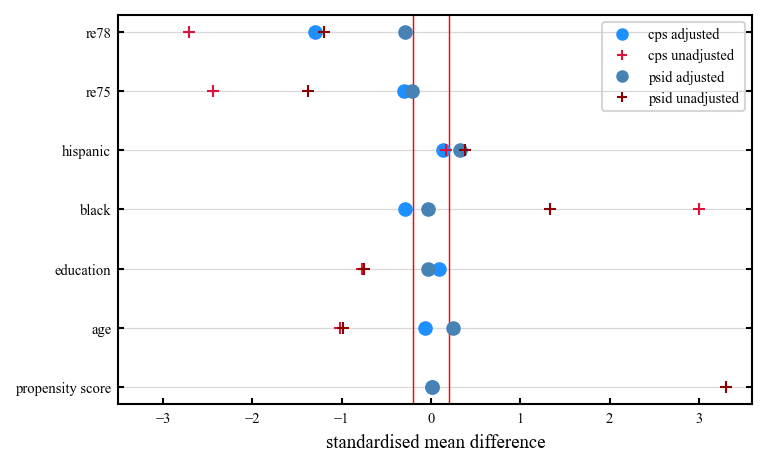 re78
re75
hispanic
black
education
age
propensity score
cps adjusted
cps unadjusted
psid adjusted
psid unadjusted
−3 −2 −1 0 1 2 3
standardised mean difference